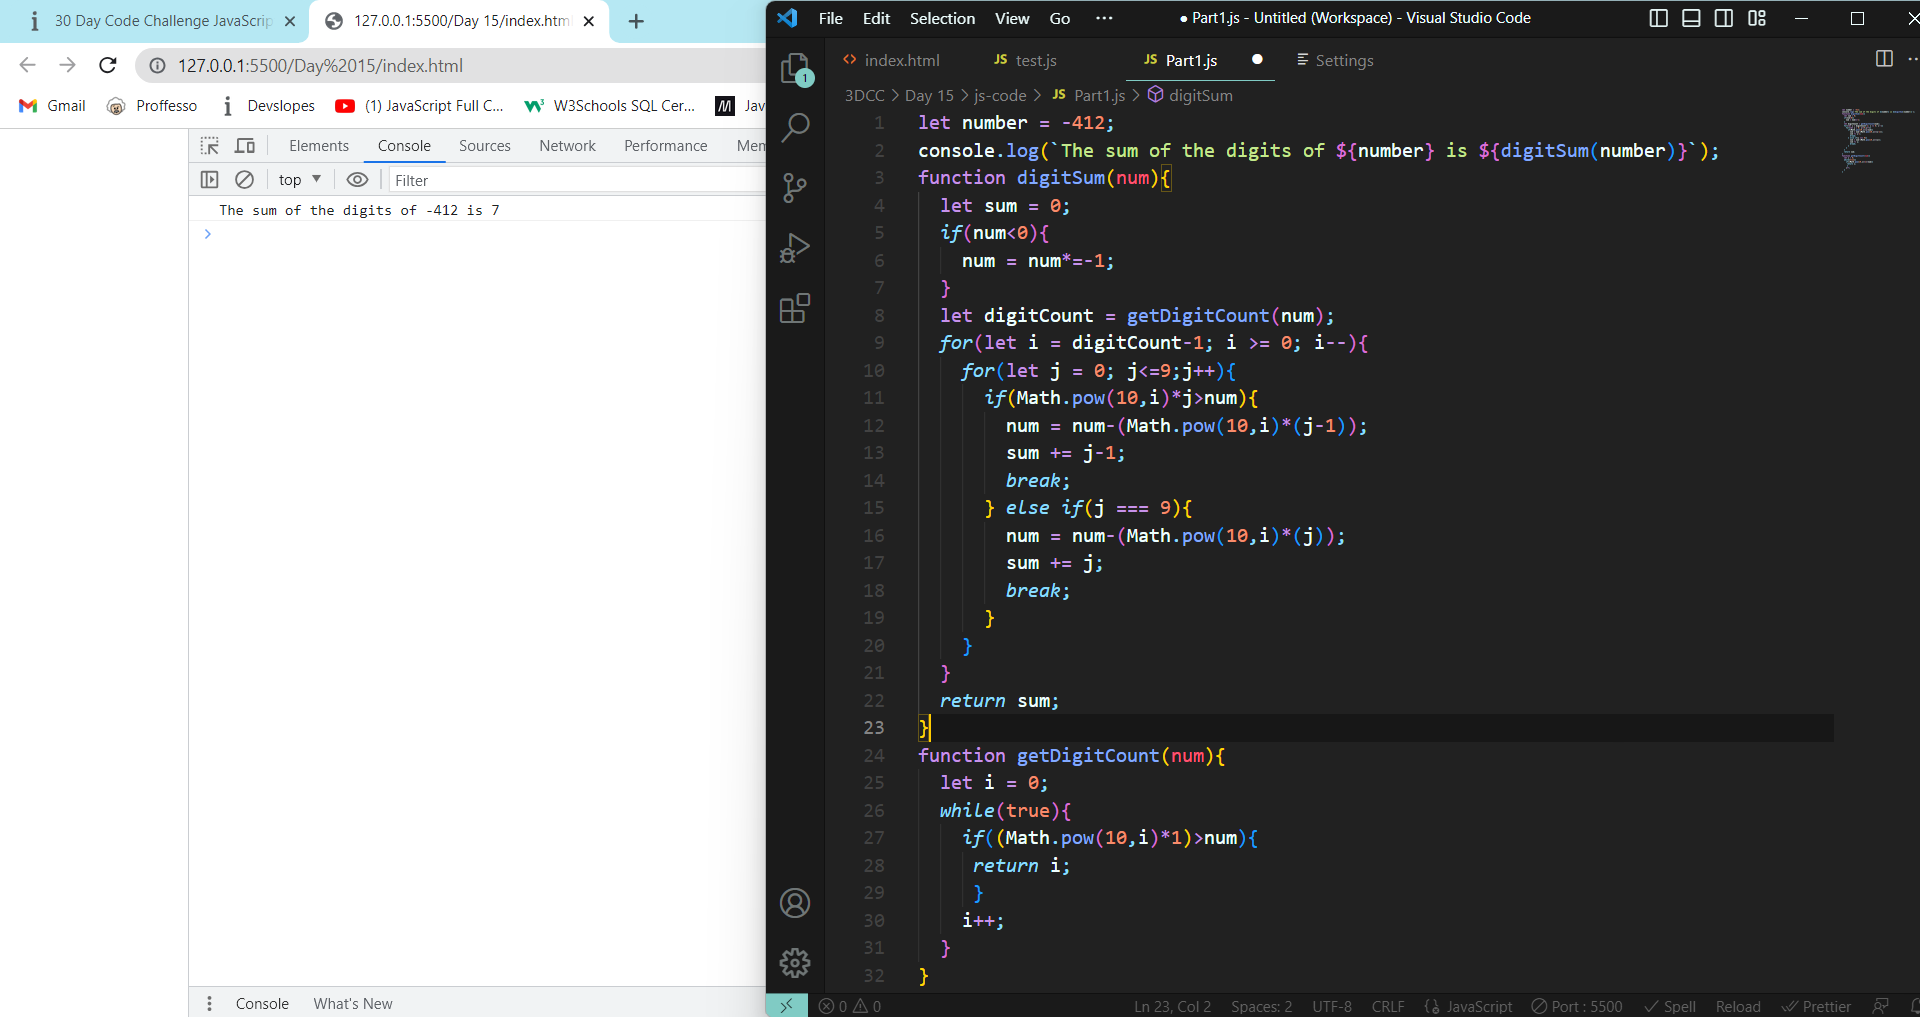 30 Day Code Challenge JavaScrip
127.0.0.1:5500/Day 15/index.htm
127.0.0.1:5500/Day%2015/index.html
Gmail Proffesso Devslopes (1) JavaScript Full C... W3Schools SQL Cer... Jav
Elements Console Sources Network Performance Mem
top Filter
The sum of the digits of -412 is 7
Console What's New
File Edit Selection View Go ... ● Part1.js - Untitled (Workspace) - Visual Studio Code
1
index.html JS test.js JS Part1.js Settings
3DCC > Day 15 > js-code > JS Part1.js > digitSum
1 let number = -412;
2 console.log(`The sum of the digits of ${number} is ${digitSum(number)}`);
3 function digitSum(num){
4 let sum = 0;
5 if(num<0){
6 num = num*=-1;
7 }
8 let digitCount = getDigitCount(num);
9 for(let i = digitCount-1; i >= 0; i--){
10 for(let j = 0; j<=9;j++){
11 if(Math.pow(10,i)*j>num){
12 num = num-(Math.pow(10,i)*(j-1));
13 sum += j-1;
14 break;
15 } else if(j === 9){
16 num = num-(Math.pow(10,i)*(j));
17 sum += j;
18 break;
19 }
20 }
21 }
22 return sum;
23 }
24 function getDigitCount(num){
25 let i = 0;
26 while(true){
27 if((Math.pow(10,i)*1)>num){
28 return i;
29 }
30 i++;
31 }
32 }
0 0 Ln 23, Col 2 Spaces: 2 UTF-8 CRLF {} JavaScript Port : 5500 Spell Reload Prettier